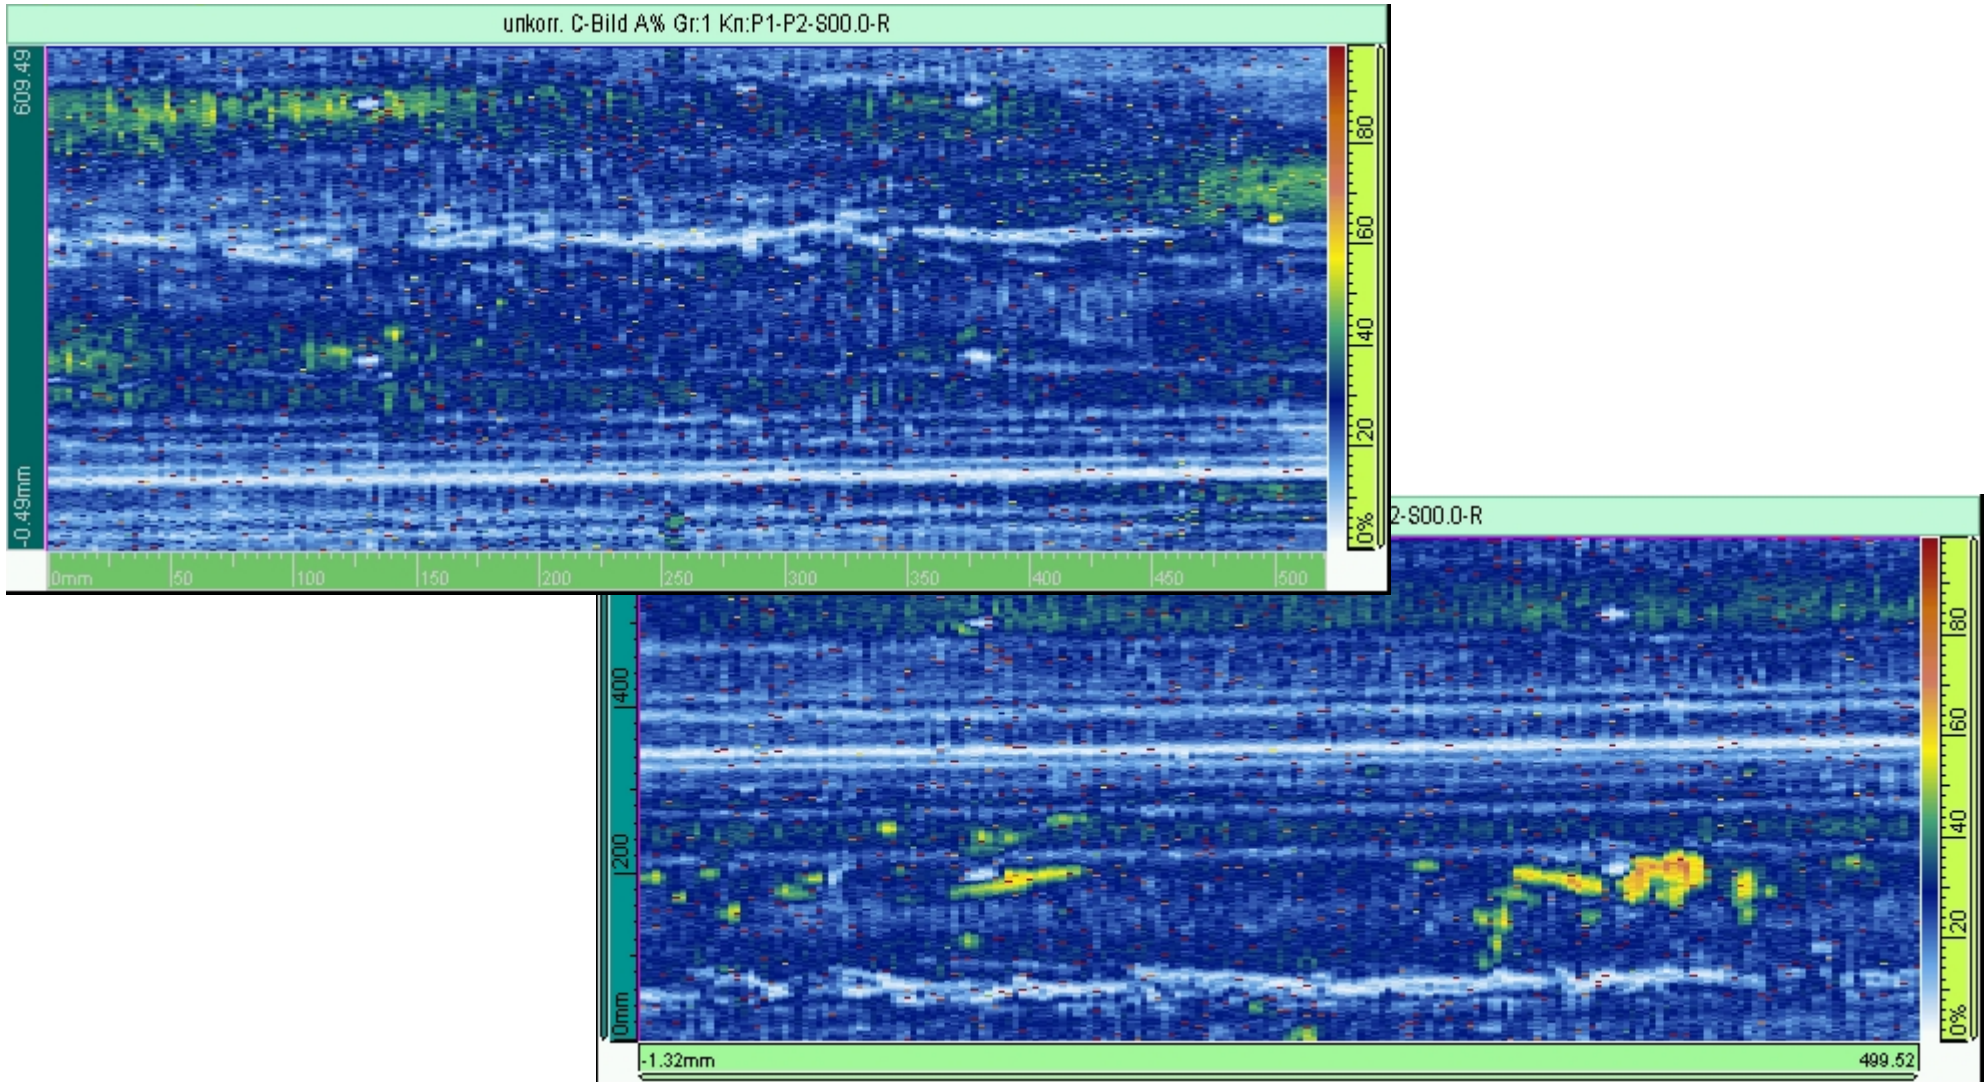 unkorr. C-Bild A% Gr:1 Kn:P1-P2-S00.0-R
609.49
-0.49mm
80
60
40
20
0%
0mm 50 100 150 200 250 300 350 400 450 500
2-S00.0-R
400
200
0mm
80
60
40
20
0%
-1.32mm 499.52